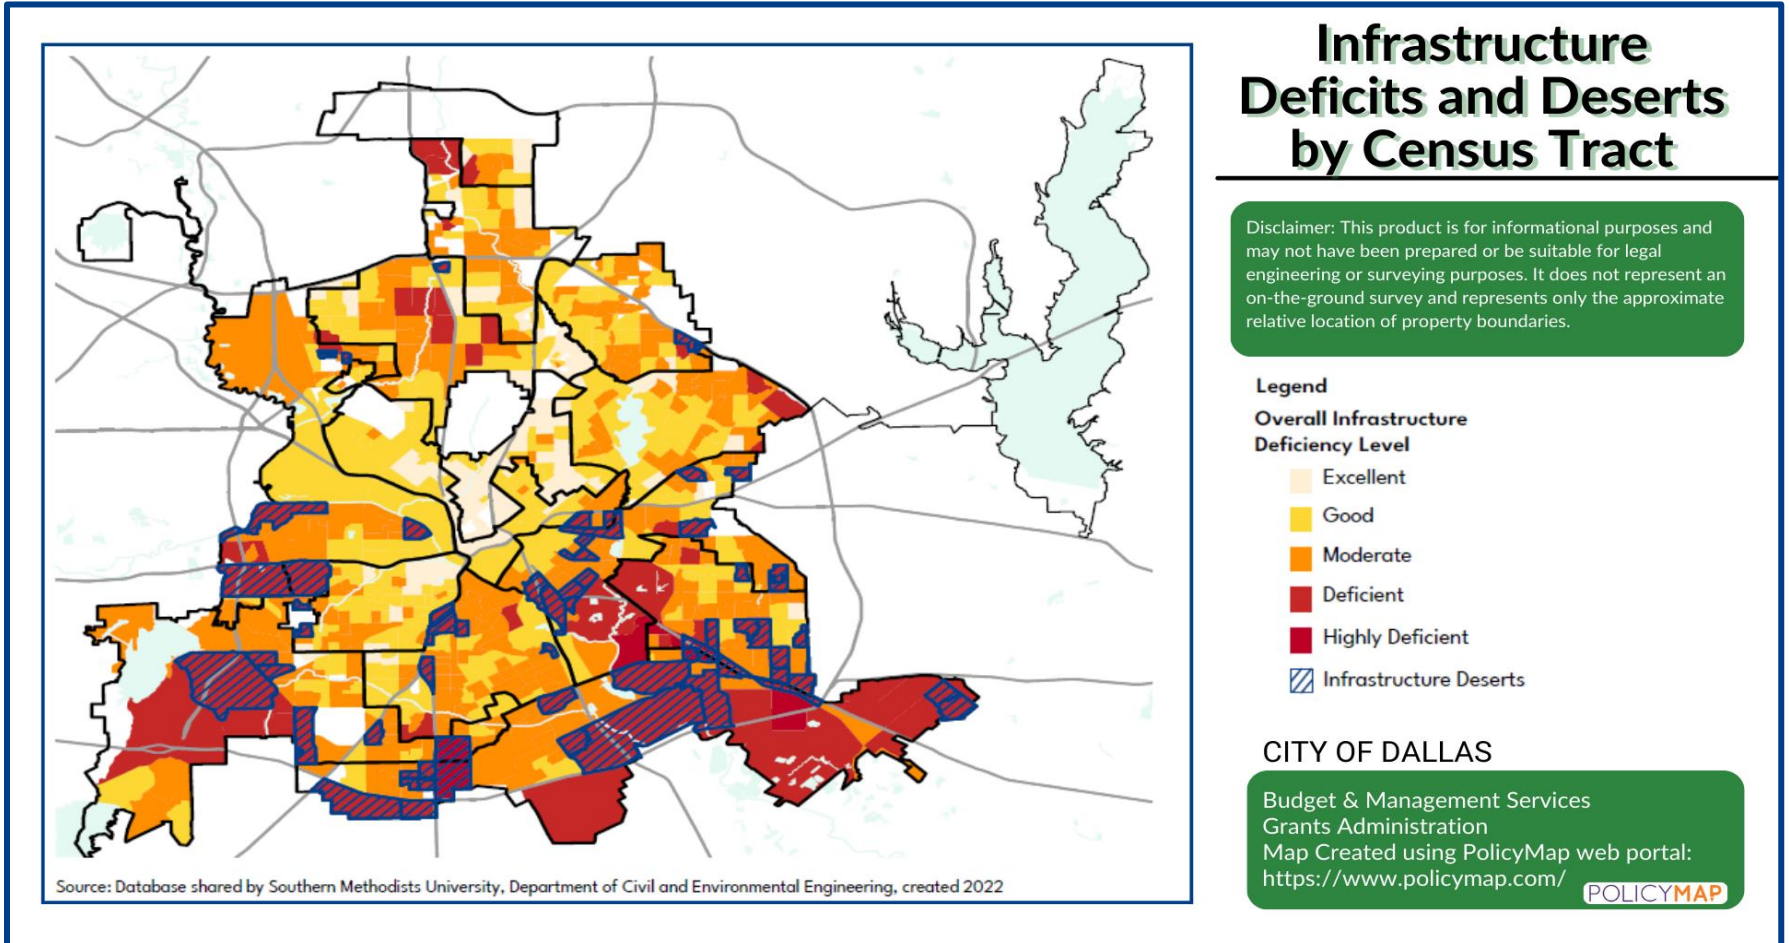 Infrastructure
Deficits and Deserts
by Census Tract
Disclaimer: This product is for informational purposes and
may not have been prepared or be suitable for legal
engineering or surveying purposes. It does not represent an
on-the-ground survey and represents only the approximate
relative location of property boundaries.
Legend
Overall Infrastructure
Deficiency Level
Excellent
Good
Moderate
Deficient
Highly Deficient
Infrastructure Deserts
CITY OF DALLAS
Budget & Management Services
Grants Administration
Map Created using PolicyMap web portal:
https://www.policymap.com/
POLICYMAP
Source: Database shared by Southern Methodists University, Department of Civil and Environmental Engineering, created 2022